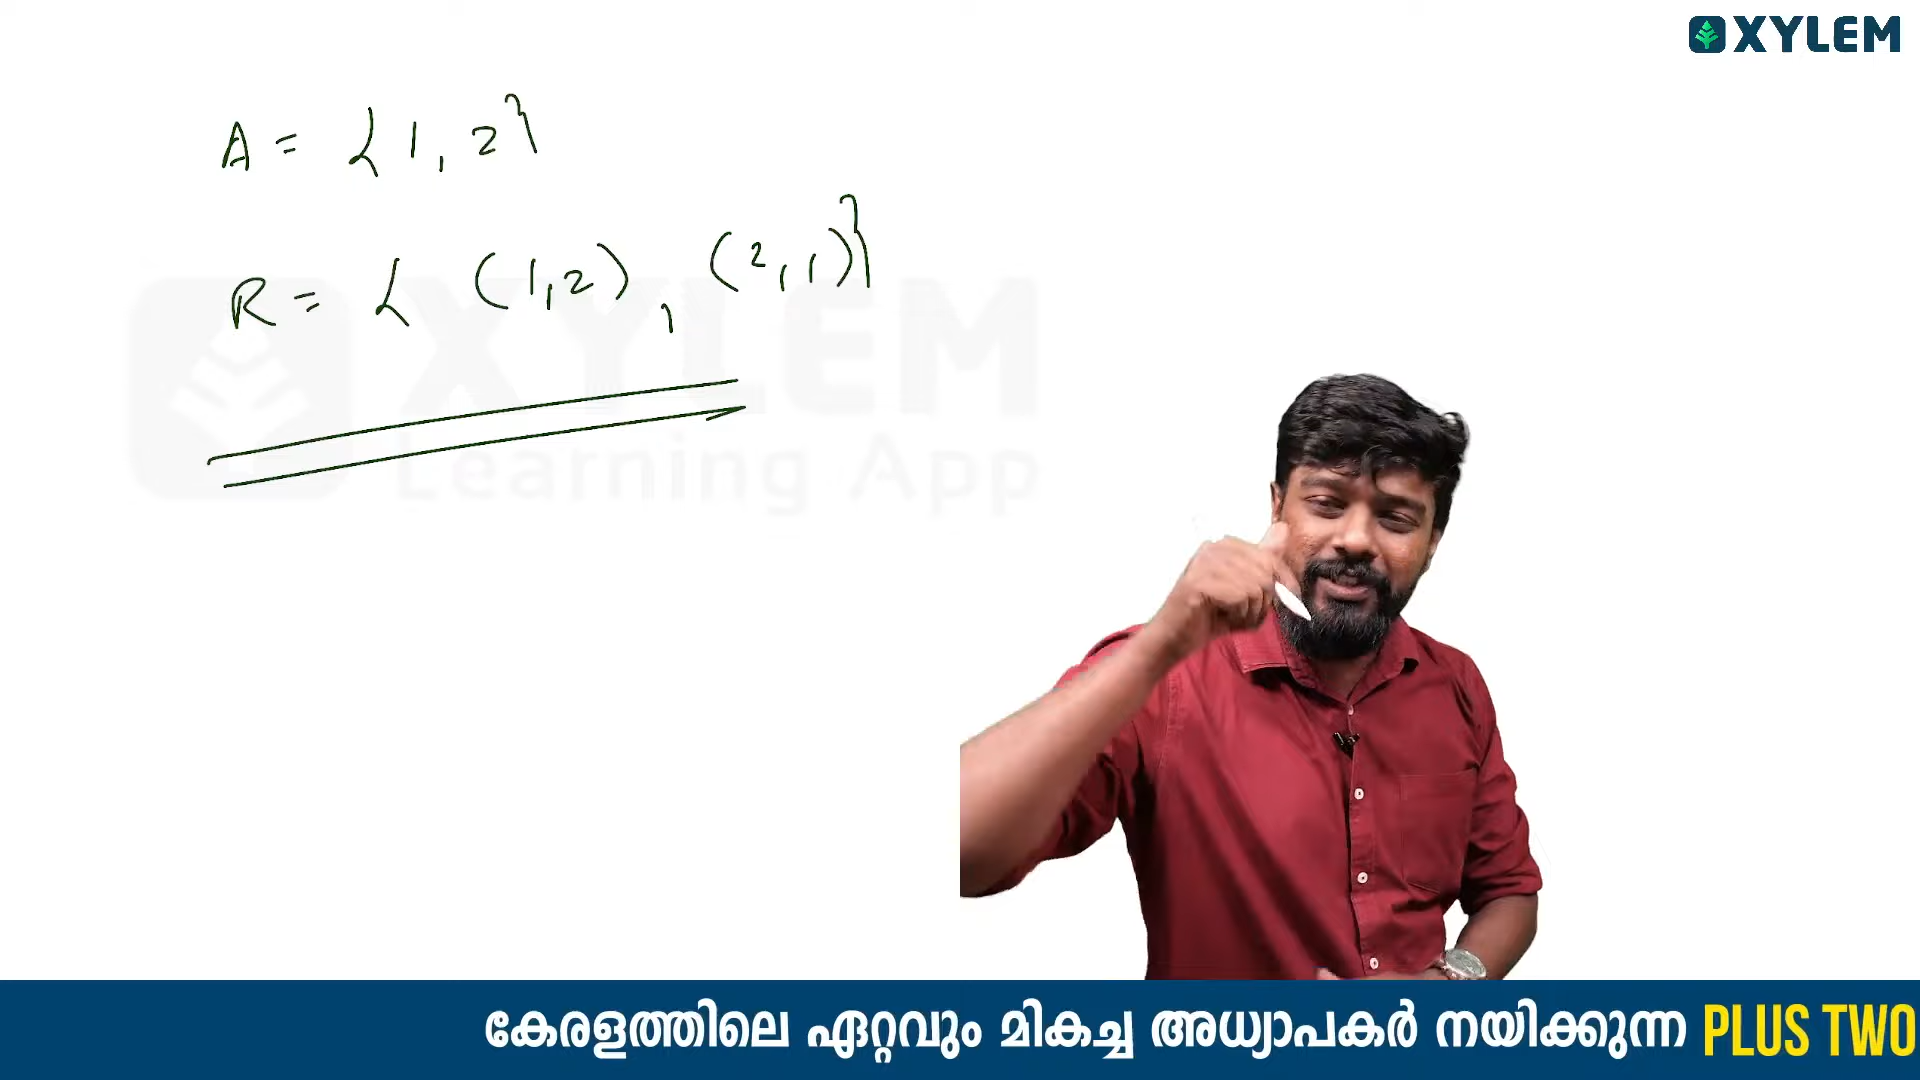 XYLEM
A = {1, 2}
R = { (1,2) , (2,1)}
XYLEM
Learning App
കേരളത്തിലെ ഏറ്റവും മികച്ച അധ്യാപകർ നയിക്കുന്ന PLUS TWO